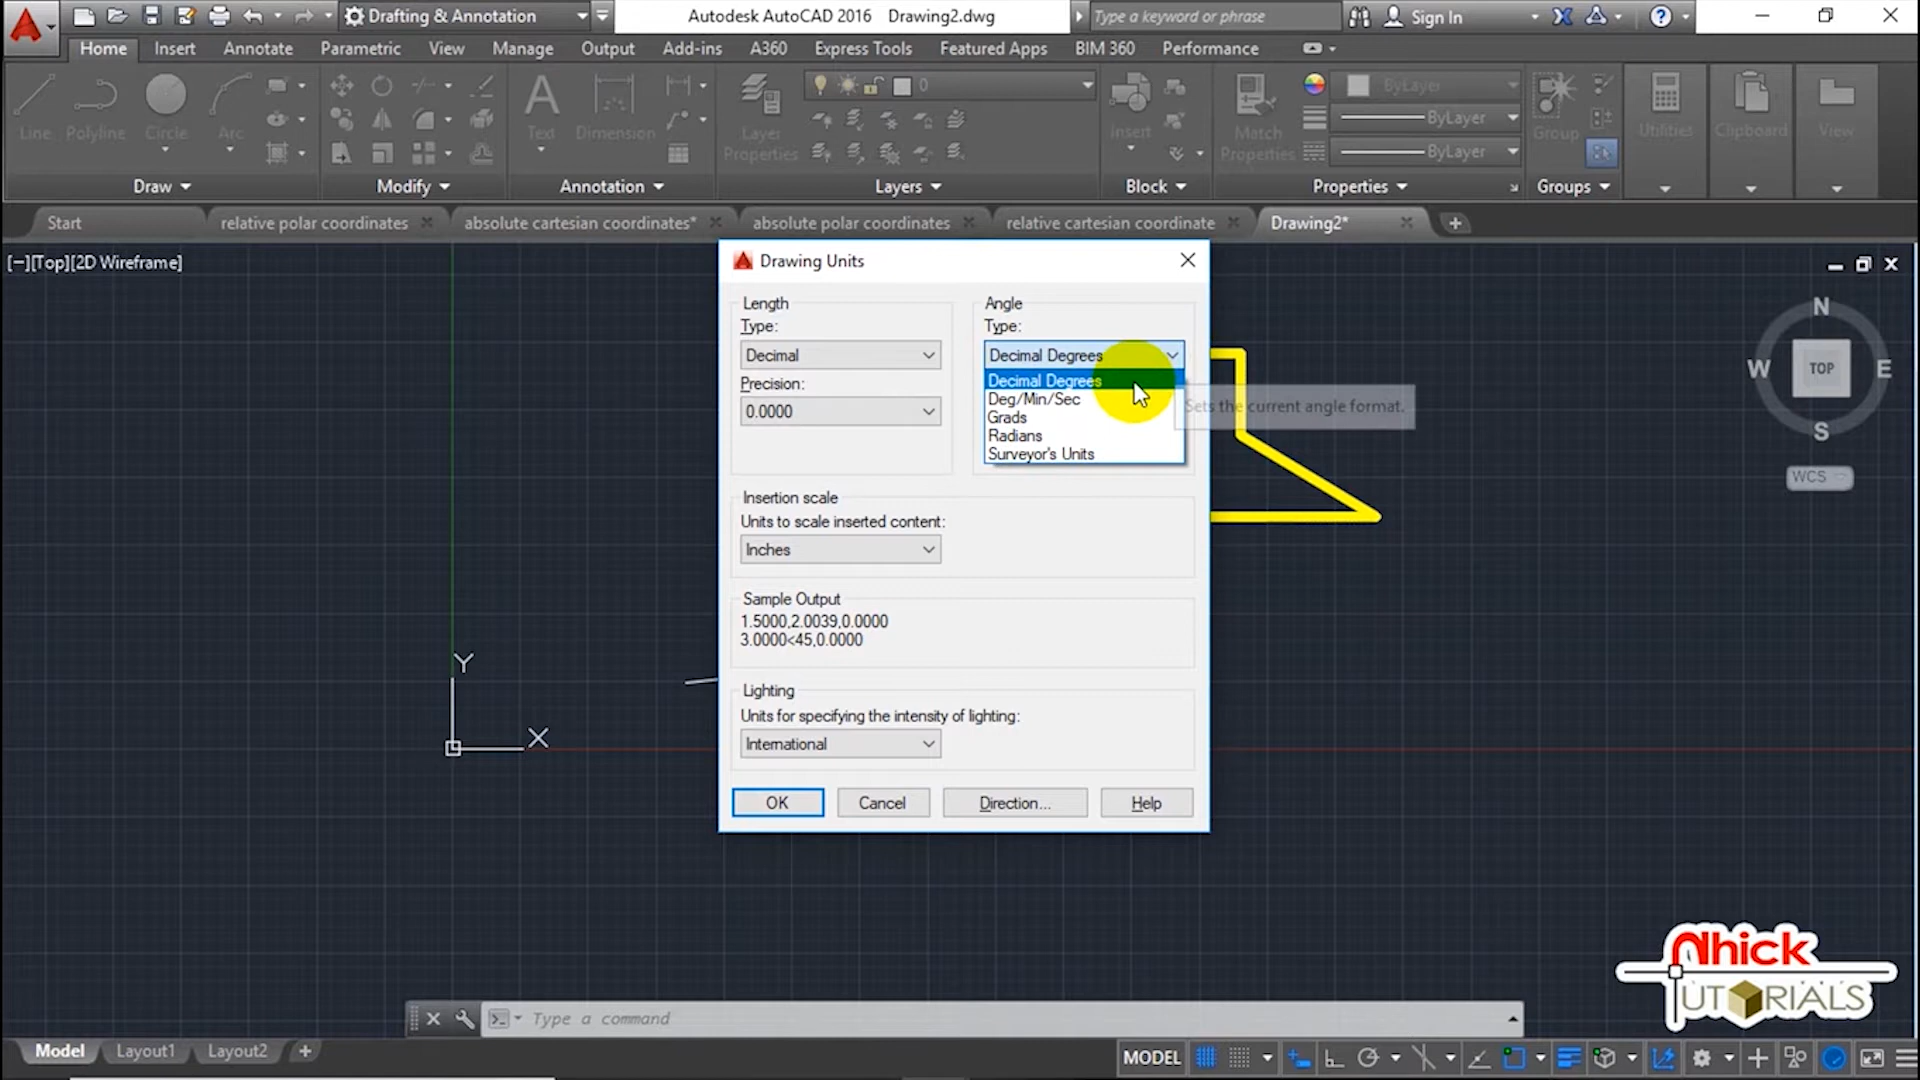 Drafting & Annotation
Autodesk AutoCAD 2016 Drawing2.dwg
Type a keyword or phrase
Sign In
Home Insert Annotate Parametric View Manage Output Add-ins A360 Express Tools Featured Apps BIM 360 Performance
0
ByLayer
ByLayer
ByLayer
Line Polyline Circle Arc
Text Dimension
Layer Properties
Insert
Match Properties
Group
Utilities
Clipboard
View
Draw Modify Annotation Layers Block Properties Groups
Start relative polar coordinates absolute cartesian coordinates* absolute polar coordinates relative cartesian coordinate Drawing2*
[−][Top][2D Wireframe]
Drawing Units
Length
Type:
Decimal
Precision:
0.0000
Angle
Type:
Decimal Degrees
Decimal Degrees
Deg/Min/Sec
Grads
Radians
Surveyor's Units
Sets the current angle format.
Insertion scale
Units to scale inserted content:
Inches
Sample Output
1.5000,2.0039,0.0000
3.0000<45,0.0000
Lighting
Units for specifying the intensity of lighting:
International
OK Cancel Direction... Help
N
W TOP E
S
WCS
Y
X
Nhick
TUTORIALS
Type a command
Model Layout1 Layout2
MODEL